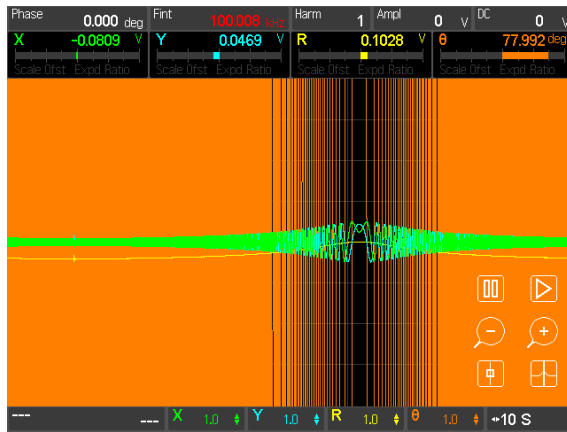 Phase Fint Harm Ampl DC
0.000 deg 100.008 kHz 1 0 V 0 V
X -0.0809 V Y 0.0469 V R 0.1028 V θ 77.992 deg
Scale Ofst Expd Ratio Scale Ofst Expd Ratio Scale Ofst Expd Ratio Scale Ofst Expd Ratio
--- --- X 1.0 Y 1.0 R 1.0 θ 1.0 10 S